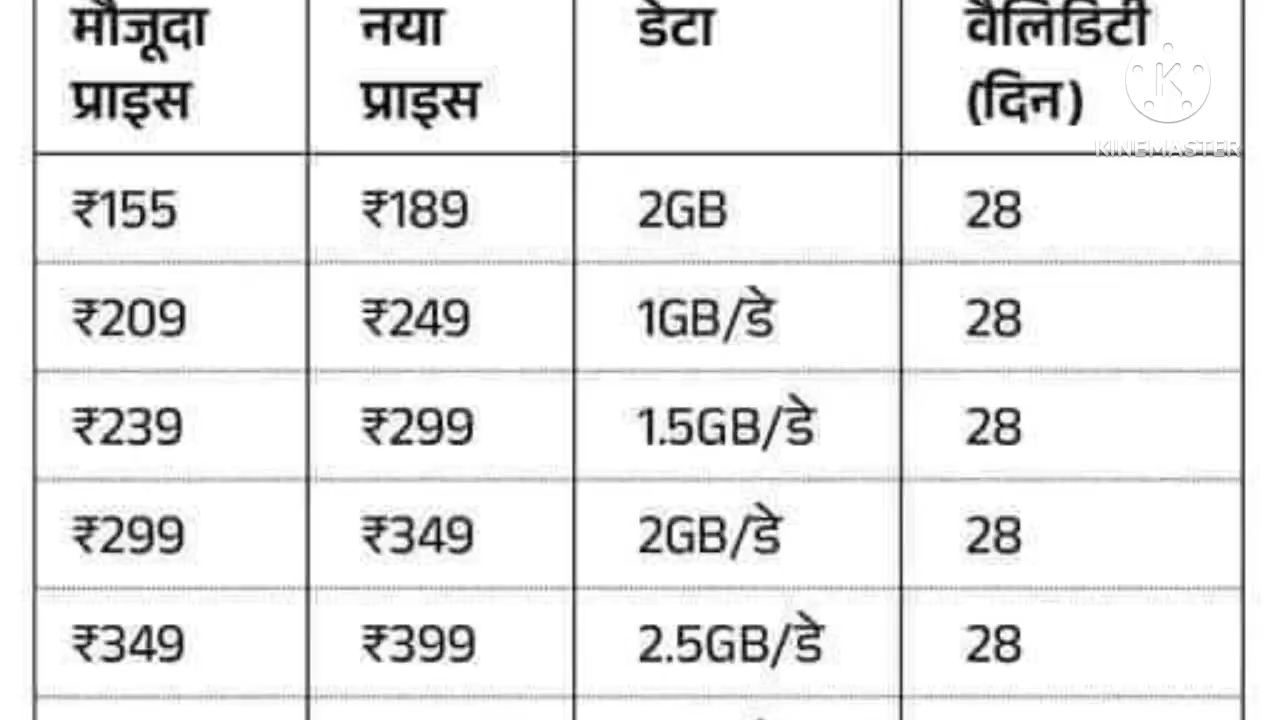 मौजूदा प्राइस नया प्राइस डेटा वैलिडिटी (दिन)
₹155 ₹189 2GB 28
₹209 ₹249 1GB/डे 28
₹239 ₹299 1.5GB/डे 28
₹299 ₹349 2GB/डे 28
₹349 ₹399 2.5GB/डे 28
KINEMASTER